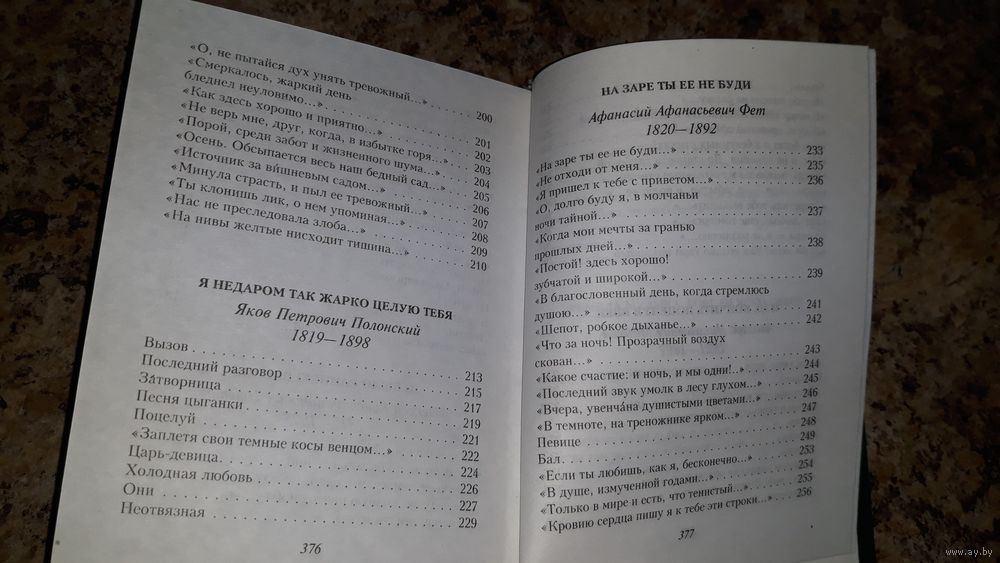 «О, не пытайся дух унять тревожный...» . . . . . 200
«Смеркалось, жаркий день
бледнел неуловимо...» . . . . . 201
«Как здесь хорошо и приятно...» . . . . . 202
«Не верь мне, друг, когда, в избытке горя...» . . . 203
«Порой, среди забот и жизненного шума...» . . . 204
«Осень. Обсыпается весь наш бедный сад...» . . . 205
«Источник за ви́шневым садом...» . . . . . 206
«Минула страсть, и пыл ее тревожный...» . . . . . 207
«Ты клонишь лик, о нем упоминая...» . . . . . 208
«Нас не преследовала злоба...» . . . . . 209
«На нивы желтые нисходит тишина...» . . . . . 210
Я НЕДАРОМ ТАК ЖАРКО ЦЕЛУЮ ТЕБЯ
Яков Петрович Полонский
1819—1898
Вызов . . . . . 213
Последний разговор . . . . . 215
За́творница . . . . . 217
Песня цыганки . . . . . 219
Поцелуй . . . . . 221
«Заплетя свои темные косы венцом...» . . . . . 222
Царь-девица . . . . . 224
Холодная любовь . . . . . 226
Они . . . . . 227
Неотвязная . . . . . 229
376
НА ЗАРЕ ТЫ ЕЕ НЕ БУДИ
Афанасий Афанасьевич Фет
1820—1892
«На заре ты ее не буди...» . . . . . 233
«Не отходи от меня...» . . . . . 235
«Я пришел к тебе с приветом...» . . . . . 236
«О, долго буду я, в молчаньи
ночи тайной...» . . . . . 237
«Когда мои мечты за гранью
прошлых дней...» . . . . . 238
«Постой! здесь хорошо!
зубчатой и широкой...» . . . . . 239
«В благословенный день, когда стремлюсь
душою...» . . . . . 241
«Шепот, робкое дыханье...» . . . . . 242
«Что за ночь! Прозрачный воздух
скован...» . . . . . 243
«Какое счастие: и ночь, и мы одни!..» . . . . . 244
«Последний звук умолк в лесу глухом...» . . . . . 245
«Вчера, увенча́на душистыми цветами...» . . . . . 246
«В темноте, на треножнике ярком...» . . . . . 247
Певице . . . . . 248
Бал . . . . . 249
«Если ты любишь, как я, бесконечно...» . . . . . 253
«В душе, измученной годами...» . . . . . 254
«Только в мире и есть, что тенистый...» . . . . . 255
«Кровию сердца пишу я к тебе эти строки...» . . . 256
377
www.ay.by